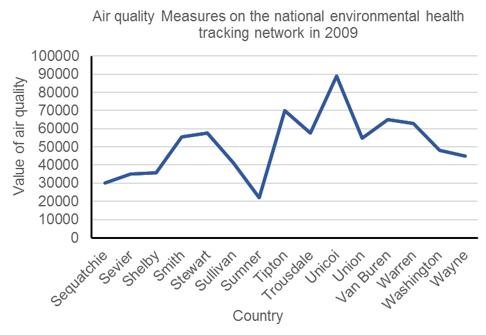 Air quality Measures on the national environmental health
tracking network in 2009
Value of air quality
100000
90000
80000
70000
60000
50000
40000
30000
20000
10000
0
Sequatchie
Sevier
Shelby
Smith
Stewart
Sullivan
Sumner
Tipton
Trousdale
Unicoi
Union
Van Buren
Warren
Washington
Wayne
Country